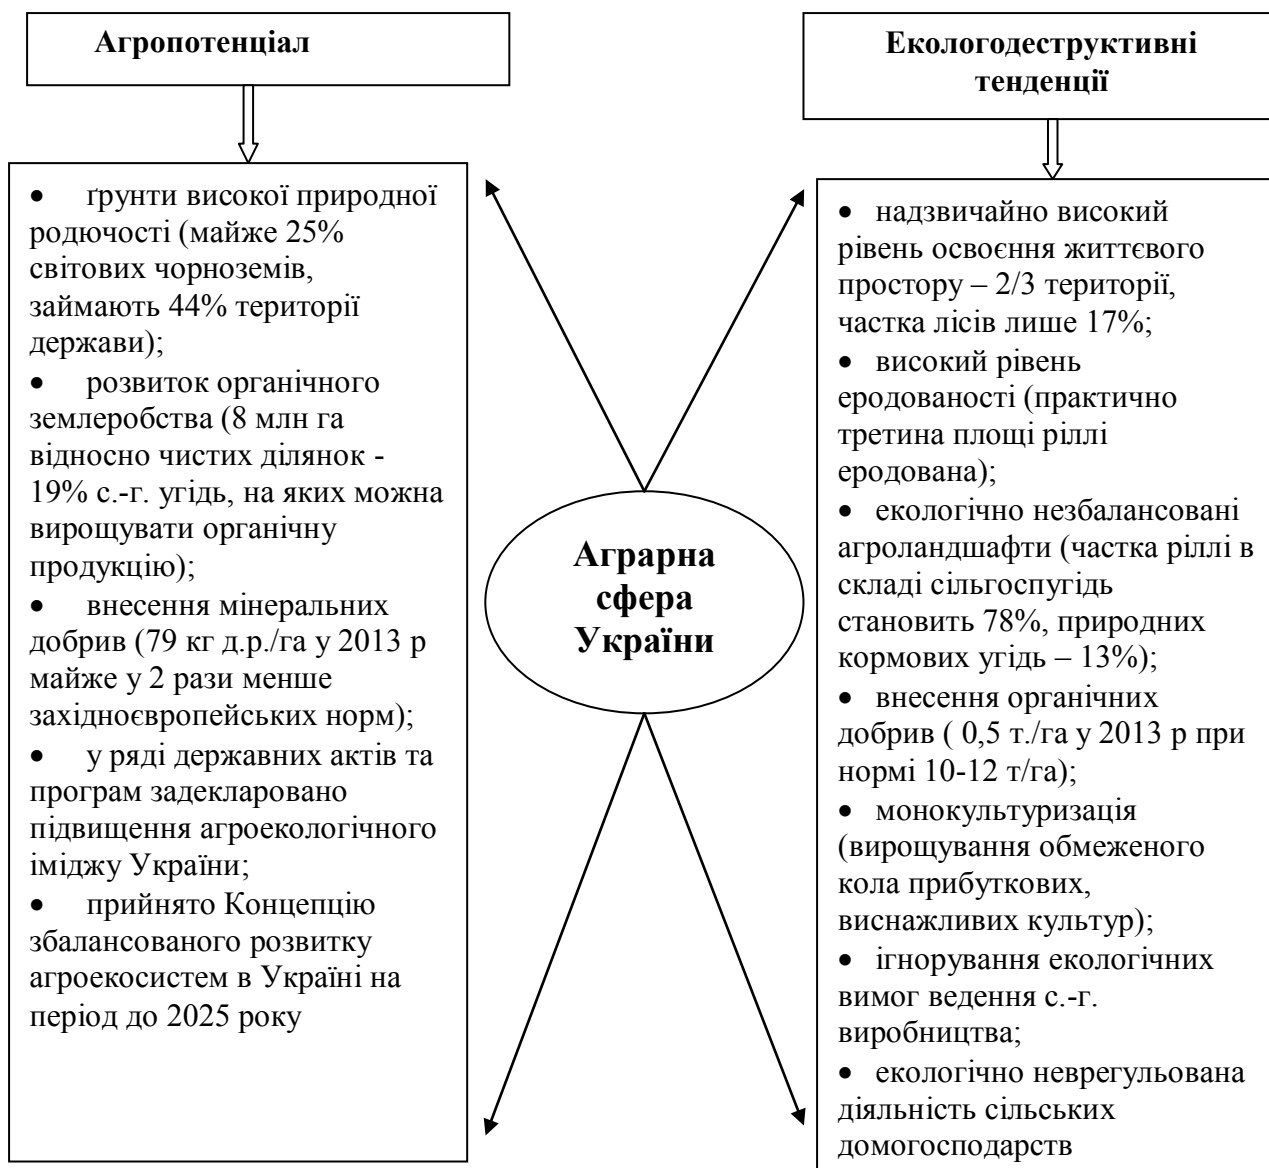 Агропотенціал
ґрунти високої природної
родючості (майже 25%
світових чорноземів,
займають 44% території
держави);
розвиток органічного
землеробства (8 млн га
відносно чистих ділянок -
19% с.-г. угідь, на яких можна
вирощувати органічну
продукцію);
внесення мінеральних
добрив (79 кг д.р./га у 2013 р
майже у 2 рази менше
західноєвропейських норм);
у ряді державних актів та
програм задекларовано
підвищення агроекологічного
іміджу України;
прийнято Концепцію
збалансованого розвитку
агроекосистем в Україні на
період до 2025 року
Аграрна
сфера
України
Екологодеструктивні
тенденції
надзвичайно високий
рівень освоєння життєвого
простору – 2/3 території,
частка лісів лише 17%;
високий рівень
еродованості (практично
третина площі ріллі
еродована);
екологічно незбалансовані
агроландшафти (частка ріллі в
складі сільгоспугідь
становить 78%, природних
кормових угідь – 13%);
внесення органічних
добрив ( 0,5 т./га у 2013 р при
нормі 10-12 т/га);
монокультуризація
(вирощування обмеженого
кола прибуткових,
виснажливих культур);
ігнорування екологічних
вимог ведення с.-г.
виробництва;
екологічно неврегульована
діяльність сільських
домогосподарств